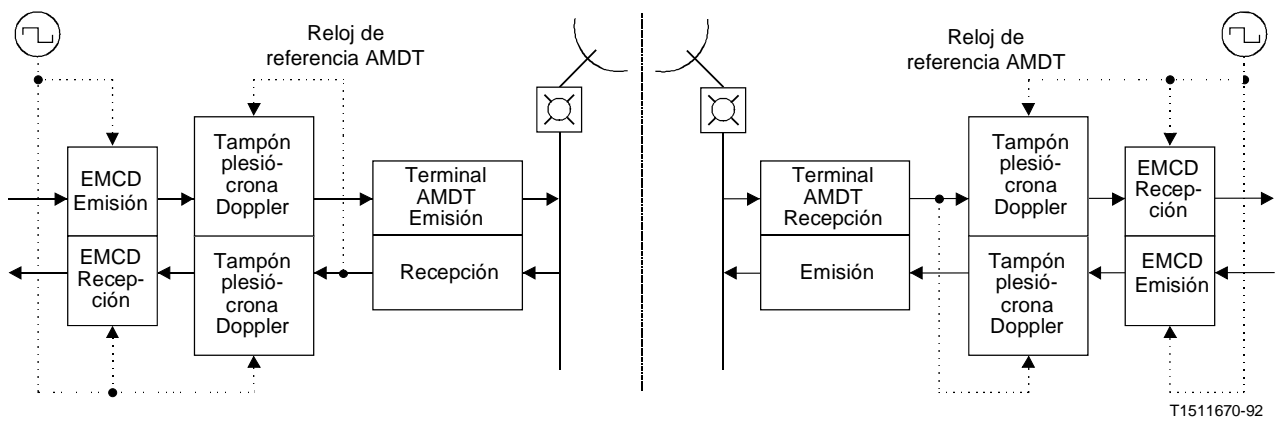 Reloj de
referencia AMDT
EMCD
Emisión
EMCD
Recep-
ción
Tampón
plesió-
crona
Doppler
Tampón
plesió-
crona
Doppler
Terminal
AMDT
Emisión
Recepción
Reloj de
referencia AMDT
Terminal
AMDT
Recepción
Emisión
Tampón
plesió-
crona
Doppler
Tampón
plesió-
crona
Doppler
EMCD
Recep-
ción
EMCD
Emisión
T1511670-92